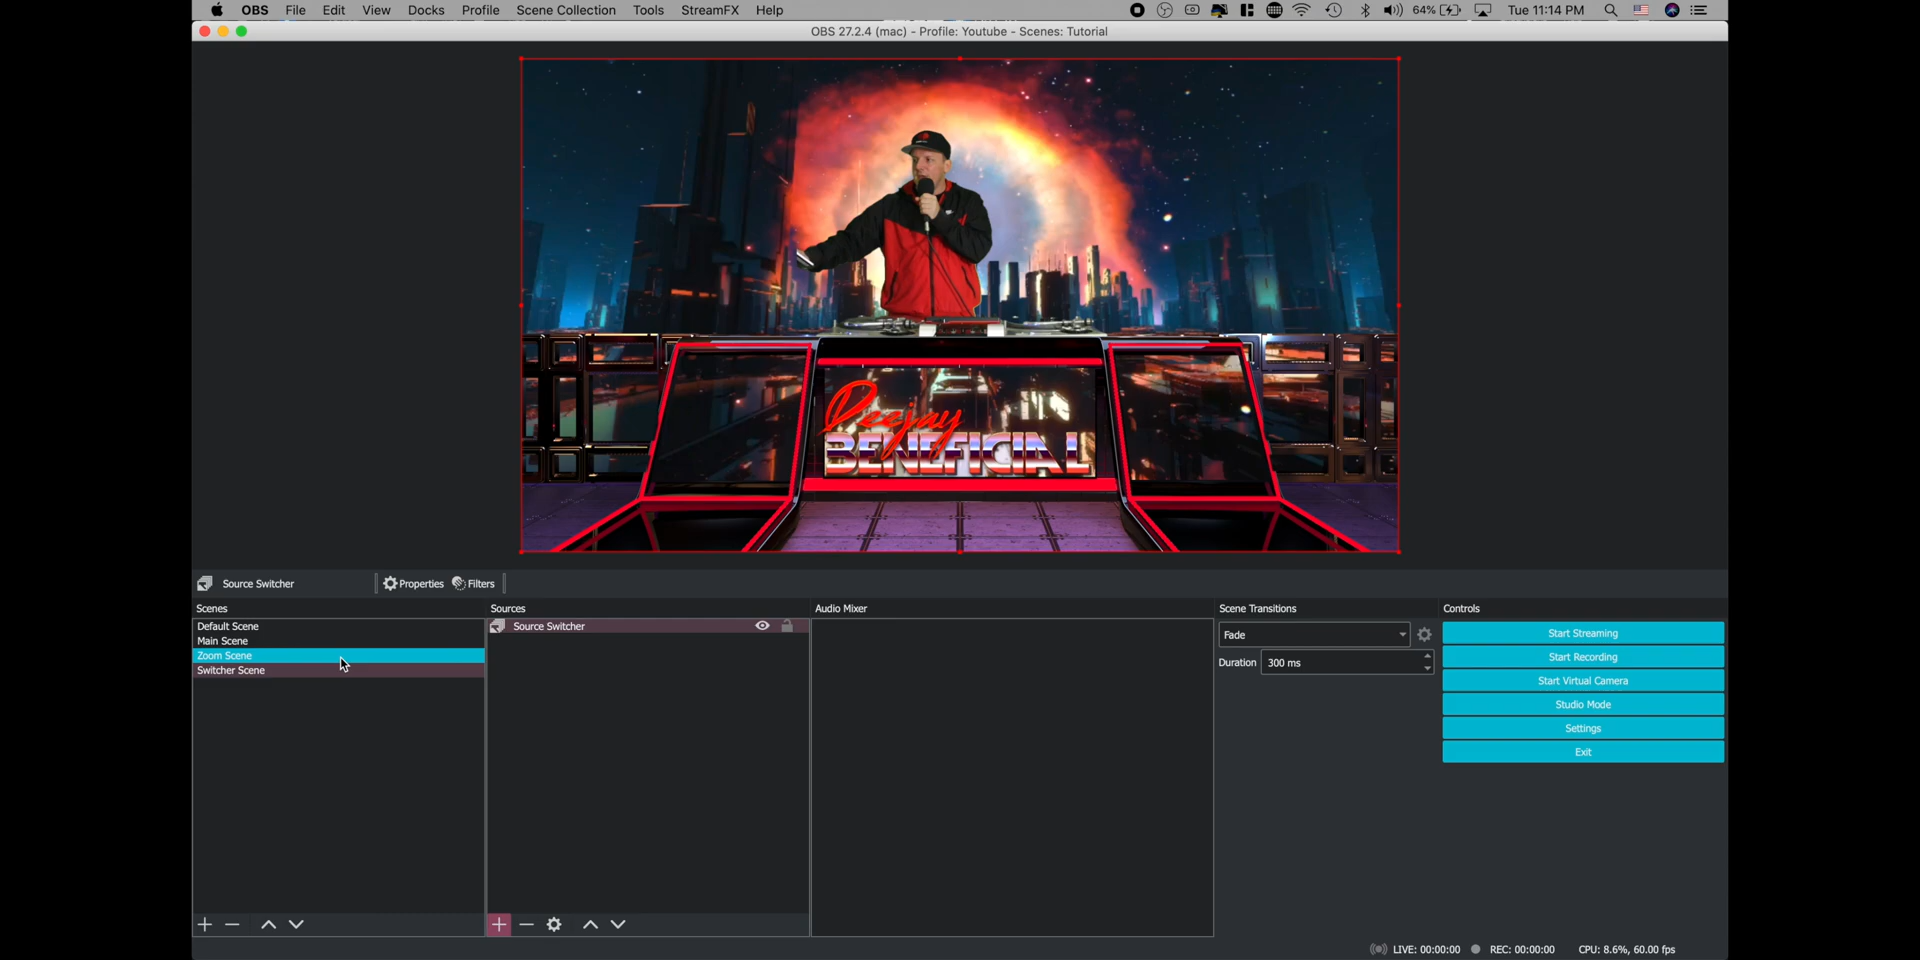 OBS File Edit View Docks Profile Scene Collection Tools StreamFX Help
64% Tue 11:14 PM
OBS 27.2.4 (mac) - Profile: Youtube - Scenes: Tutorial
Deejay
BENEFICIAL
Source Switcher Properties Filters
Scenes
Default Scene
Main Scene
Zoom Scene
Switcher Scene
Sources
Source Switcher
Audio Mixer
Scene Transitions
Fade
Duration 300 ms
Controls
Start Streaming
Start Recording
Start Virtual Camera
Studio Mode
Settings
Exit
LIVE: 00:00:00 REC: 00:00:00 CPU: 8.6%, 60.00 fps